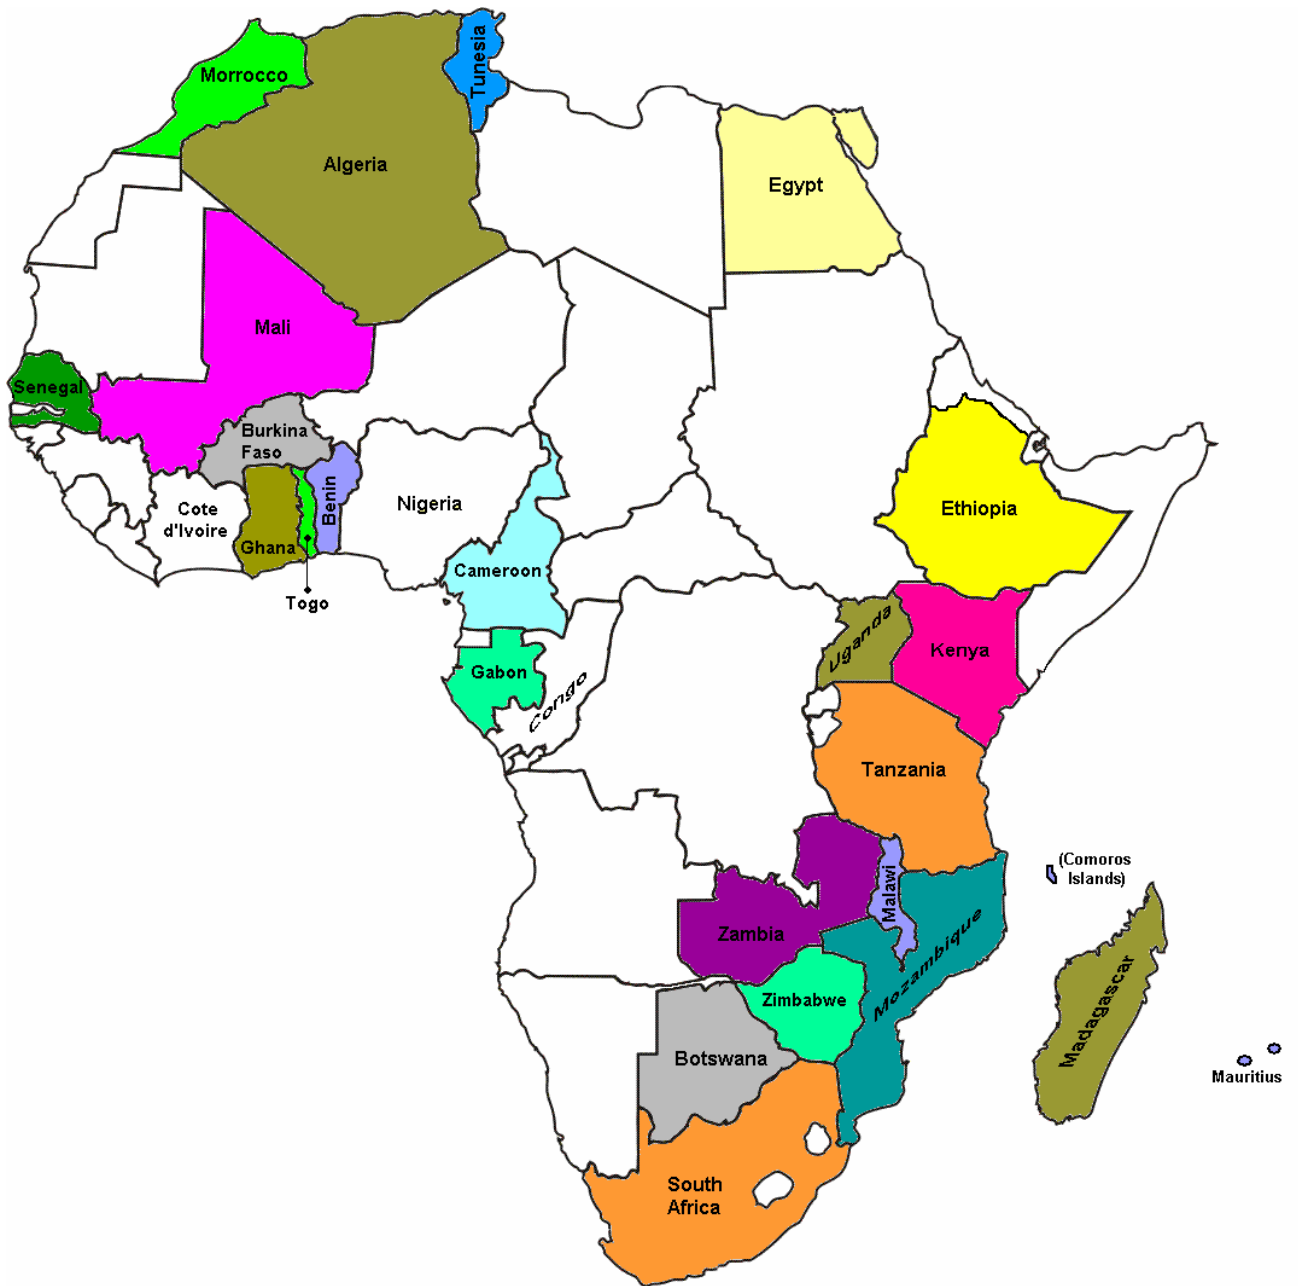 Morrocco
Tunesia
Algeria
Egypt
Mali
Senegal
Burkina
Faso
Benin
Nigeria
Cote
d'Ivoire
Ghana
Togo
Cameroon
Ethiopia
Uganda
Kenya
Gabon
Congo
Tanzania
(Comoros
Islands)
Malawi
Zambia
Mozambique
Zimbabwe
Madagascar
Botswana
Mauritius
South
Africa